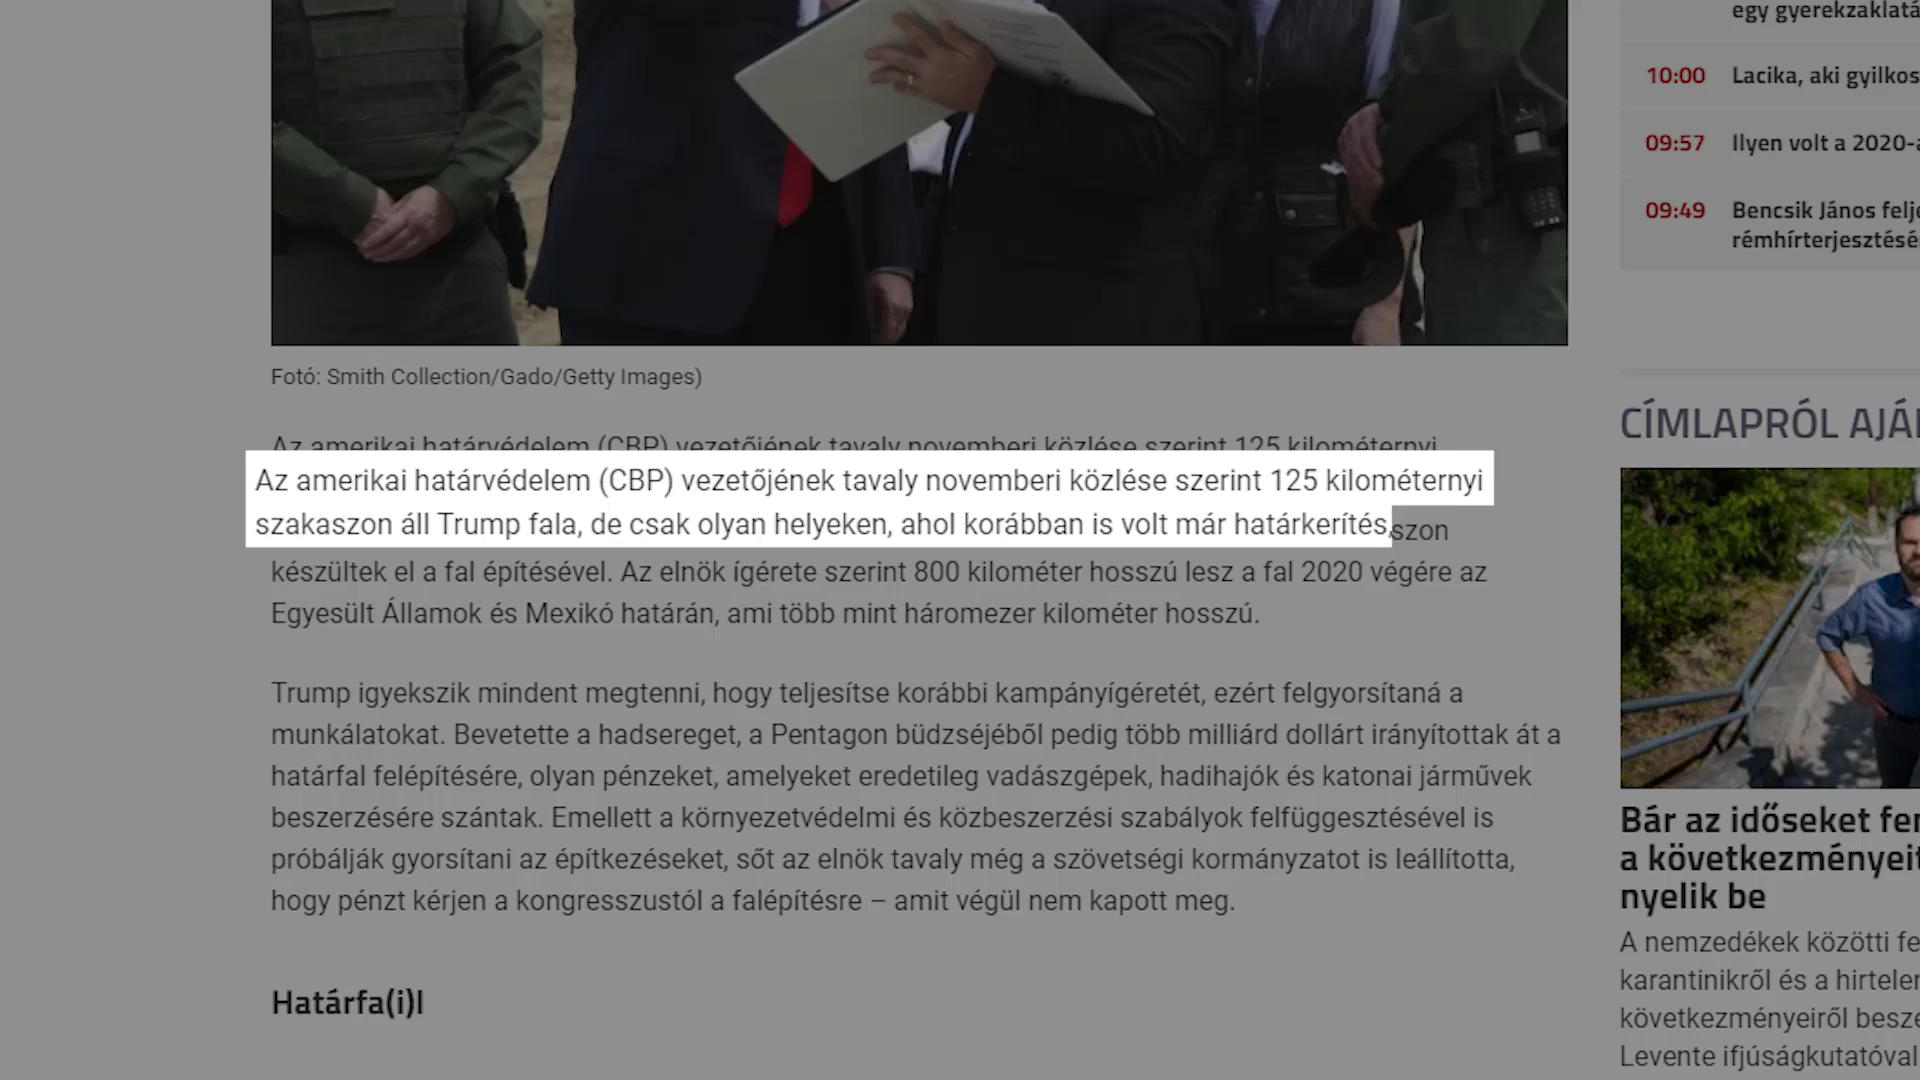 Fotó: Smith Collection/Gado/Getty Images)
Az amerikai határvédelem (CBP) vezetőjének tavaly novemberi közlése szerint 125 kilométernyi
Az amerikai határvédelem (CBP) vezetőjének tavaly novemberi közlése szerint 125 kilométernyi
szakaszon áll Trump fala, de csak olyan helyeken, ahol korábban is volt már határkerítés,
szon
készültek el a fal építésével. Az elnök ígérete szerint 800 kilométer hosszú lesz a fal 2020 végére az
Egyesült Államok és Mexikó határán, ami több mint háromezer kilométer hosszú.
Trump igyekszik mindent megtenni, hogy teljesítse korábbi kampányígéretét, ezért felgyorsítaná a
munkálatokat. Bevetette a hadsereget, a Pentagon büdzséjéből pedig több milliárd dollárt irányítottak át a
határfal felépítésére, olyan pénzeket, amelyeket eredetileg vadászgépek, hadihajók és katonai járművek
beszerzésére szántak. Emellett a környezetvédelmi és közbeszerzési szabályok felfüggesztésével is
próbálják gyorsítani az építkezéseket, sőt az elnök tavaly még a szövetségi kormányzatot is leállította,
hogy pénzt kérjen a kongresszustól a falépítésre – amit végül nem kapott meg.
Határfa(i)l
egy gyerekzaklatá
10:00 Lacika, aki gyilkos
09:57 Ilyen volt a 2020-a
09:49 Bencsik János felje
rémhírterjesztésé
CÍMLAPRÓL AJÁ
Bár az időseket fe
a következményei
nyelik be
A nemzedékek közötti fe
karantinikről és a hirtele
következményeiről besz
Levente ifjúságkutatóval